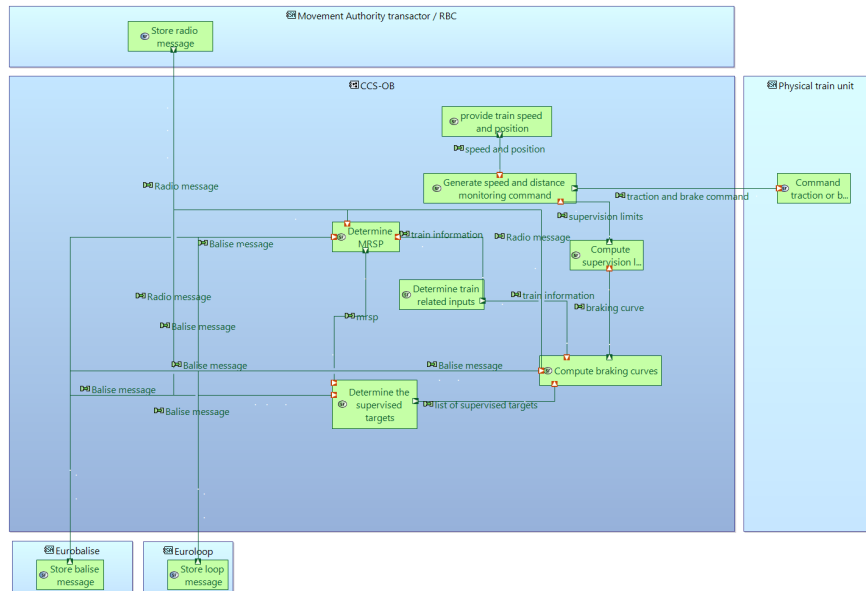 Movement Authority transactor / RBC
Store radio
message
CCS-OB
Physical train unit
provide train speed
and position
speed and position
Generate speed and distance
monitoring command
Command
traction or b...
Radio message
traction and brake command
supervision limits
Determine
MRSP
train information
Radio message
Balise message
Compute
supervision l...
Determine train
related inputs
Radio message
train information
braking curve
mrsp
Balise message
Balise message
Balise message
Compute braking curves
Balise message
Determine the
supervised
targets
list of supervised targets
Balise message
Eurobalise
Euroloop
Store balise
message
Store loop
message